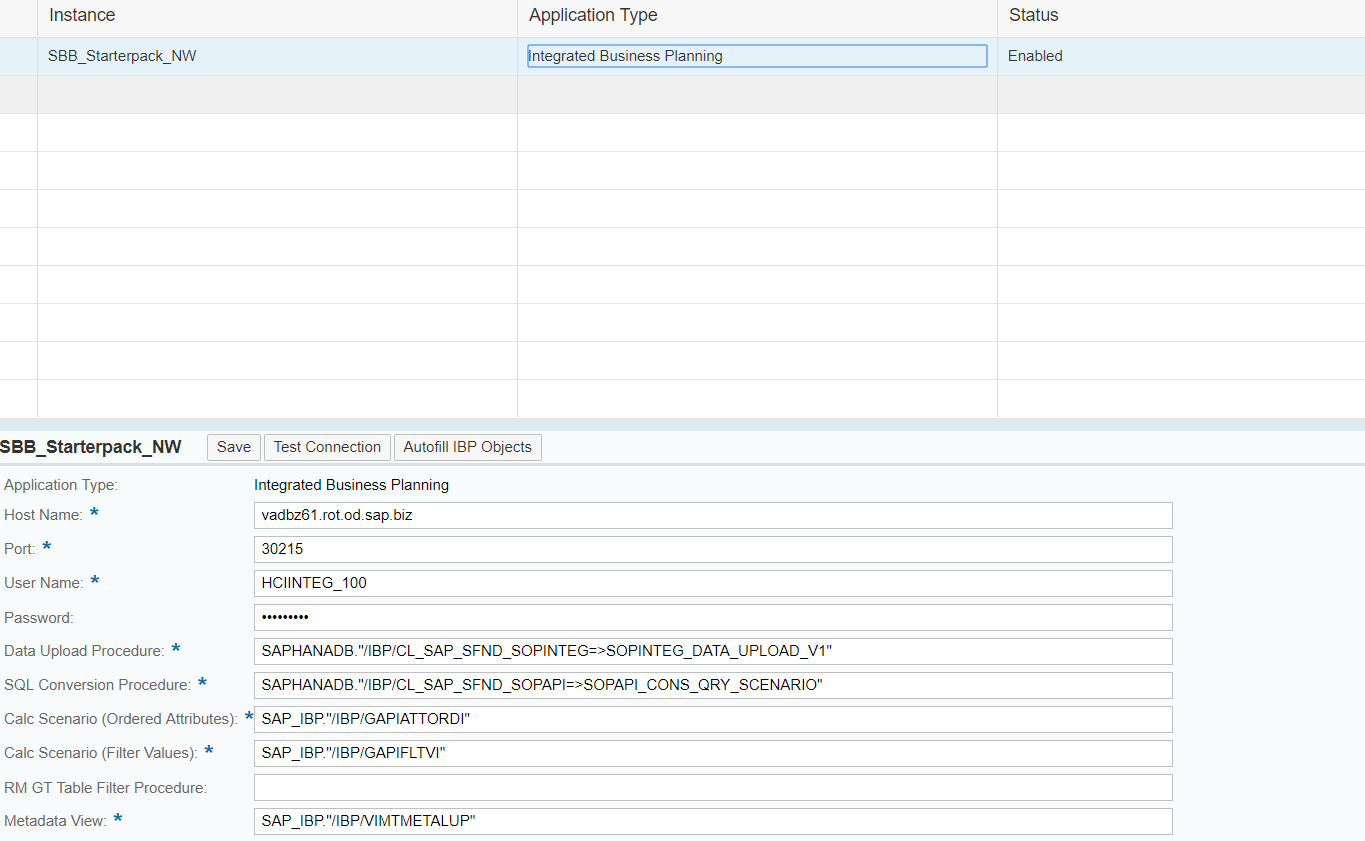 Instance Application Type Status
SBB_Starterpack_NW Integrated Business Planning Enabled
SBB_Starterpack_NW Save Test Connection Autofill IBP Objects
Application Type: Integrated Business Planning
Host Name: * vadbz61.rot.od.sap.biz
Port: * 30215
User Name: * HCIINTEG_100
Password: •••••••••
Data Upload Procedure: * SAPHANADB."/IBP/CL_SAP_SFND_SOPINTEG=>SOPINTEG_DATA_UPLOAD_V1"
SQL Conversion Procedure: * SAPHANADB."/IBP/CL_SAP_SFND_SOPAPI=>SOPAPI_CONS_QRY_SCENARIO"
Calc Scenario (Ordered Attributes): * SAP_IBP."/IBP/GAPIATTORDI"
Calc Scenario (Filter Values): * SAP_IBP."/IBP/GAPIFLTVI"
RM GT Table Filter Procedure:
Metadata View: * SAP_IBP."/IBP/VIMTMETALUP"